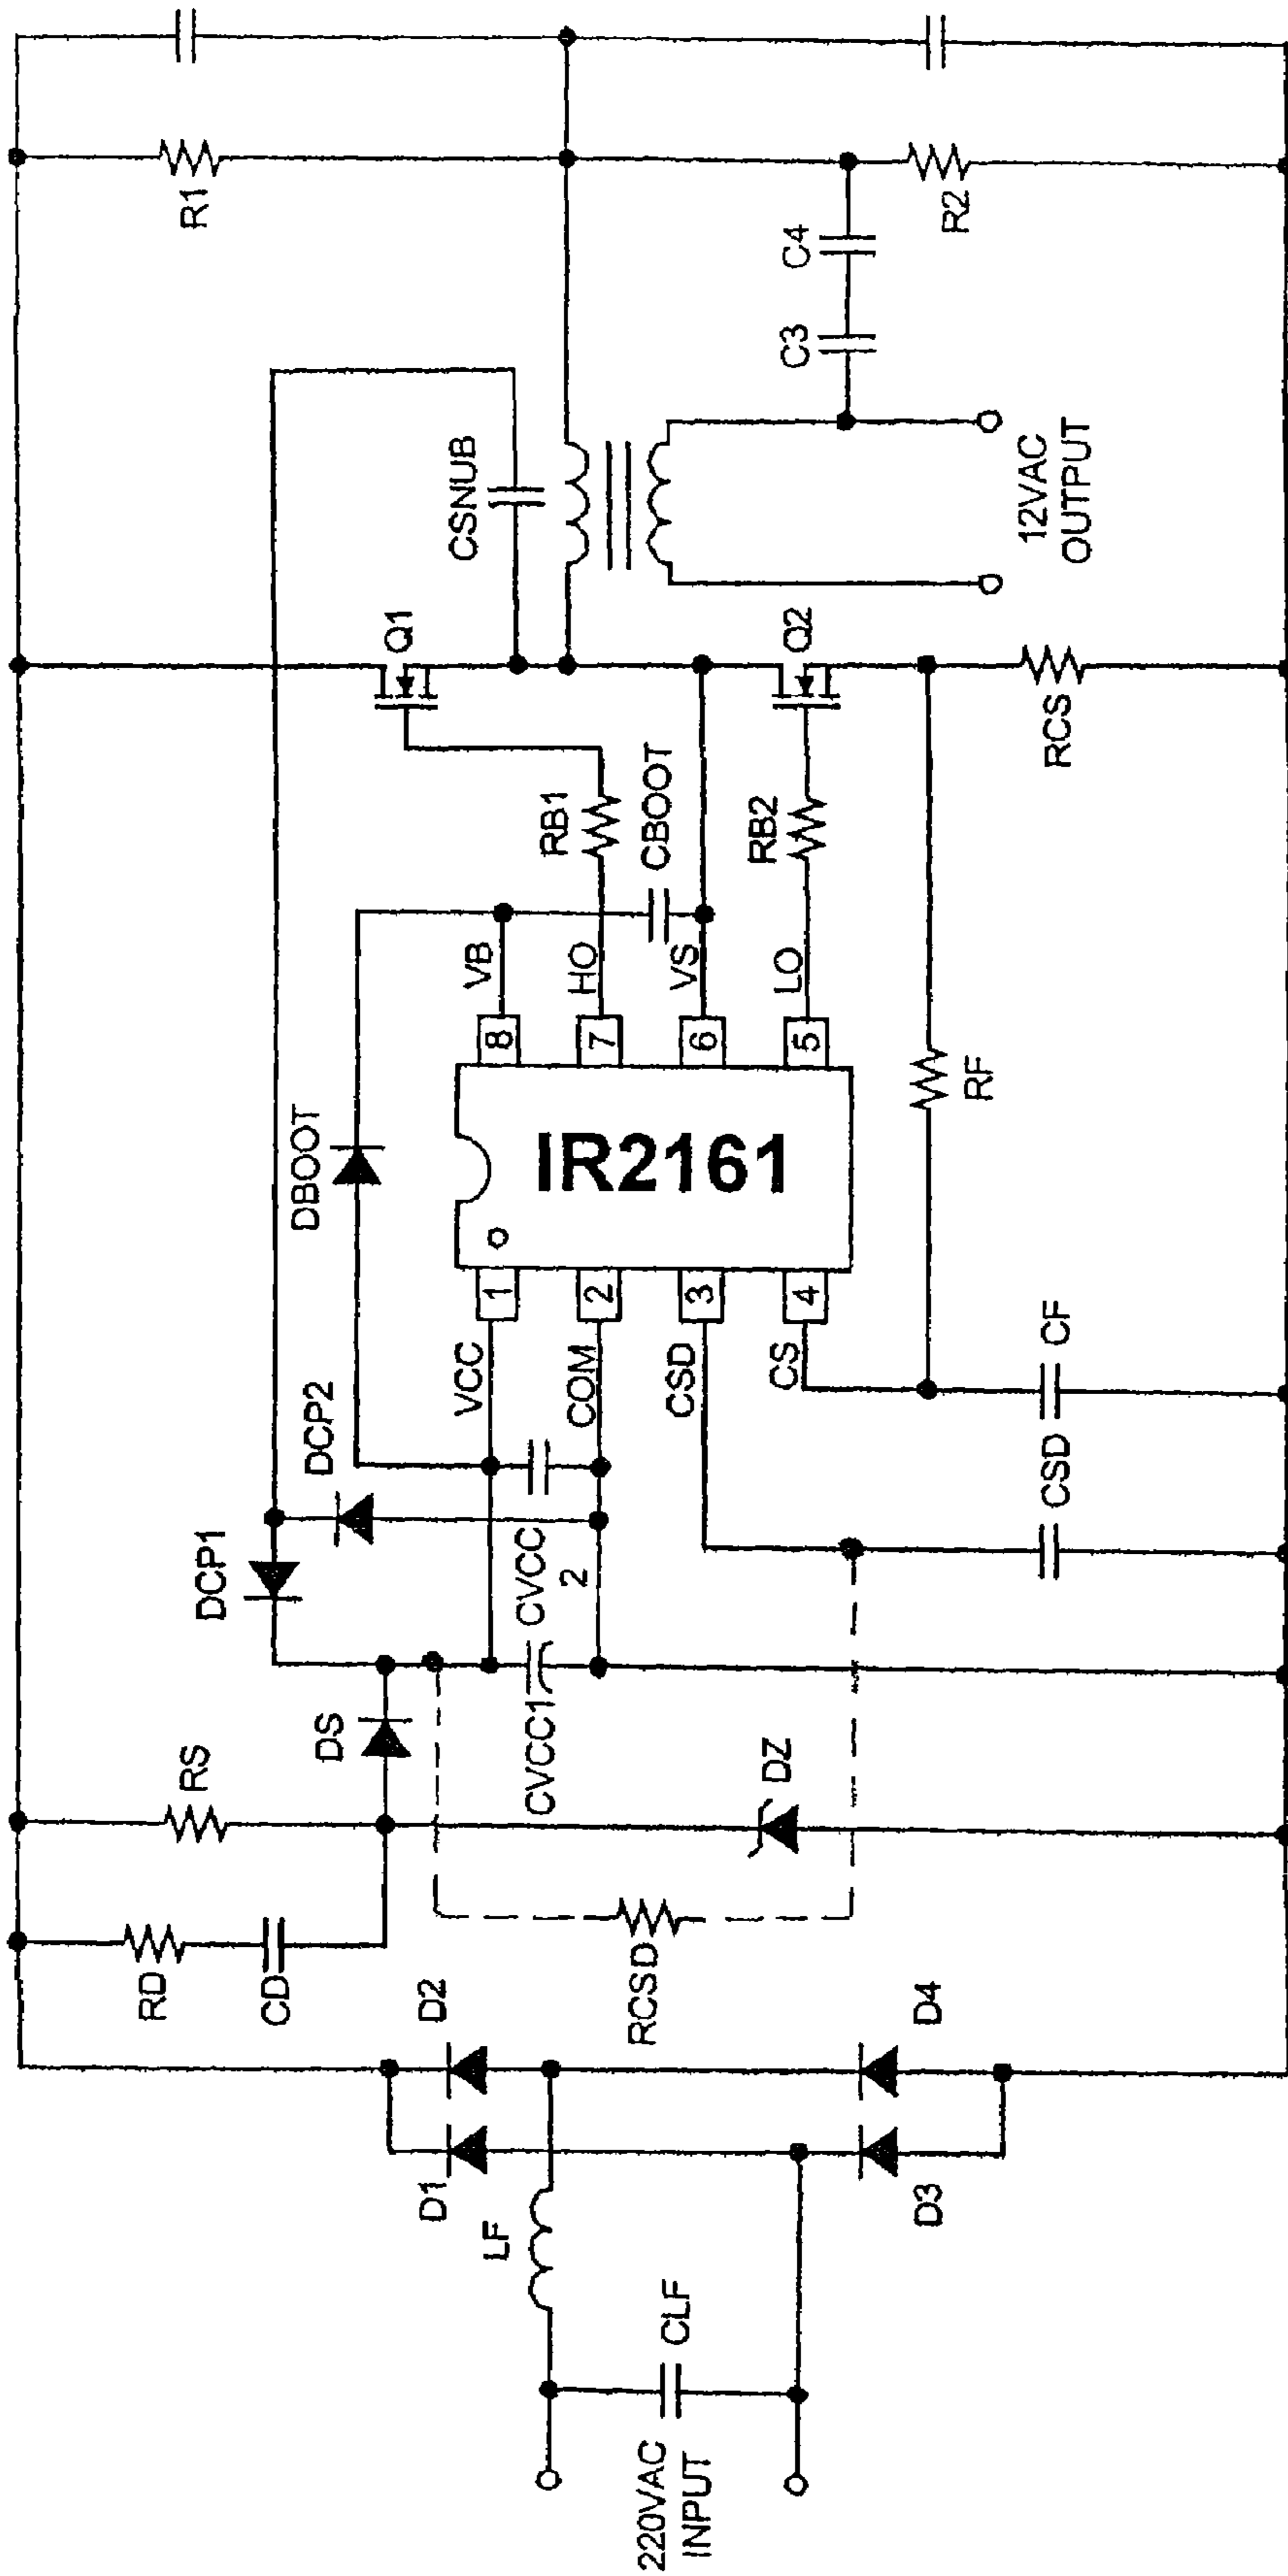 220VAC
INPUT
CLF
LF
D1
D2
D3
D4
RD
CD
RS
RCSD
DS
DZ
DCP1
DCP2
CVCC1
CVCC
2
DBOOT
VCC
COM
CSD
CS
1
2
3
4
IR2161
8
7
6
5
VB
HO
VS
LO
CSD
CF
RF
RB1
CBOOT
RB2
Q1
Q2
RCS
CSNUB
12VAC
OUTPUT
C3
C4
R1
R2